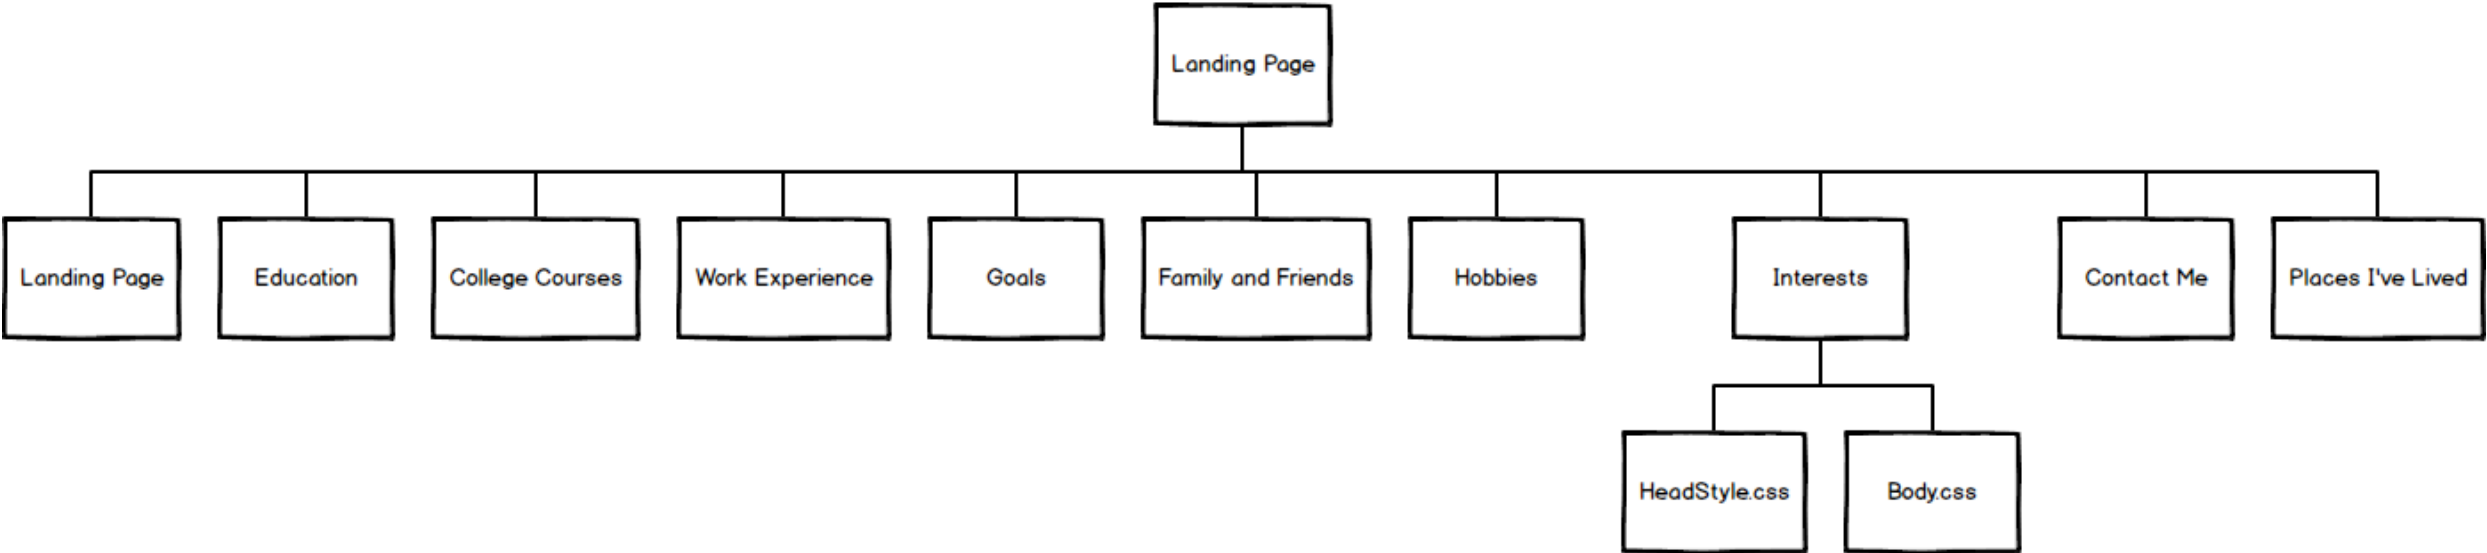 Landing Page
Landing Page
Education
College Courses
Work Experience
Goals
Family and Friends
Hobbies
Interests
Contact Me
Places I've Lived
HeadStyle.css
Body.css